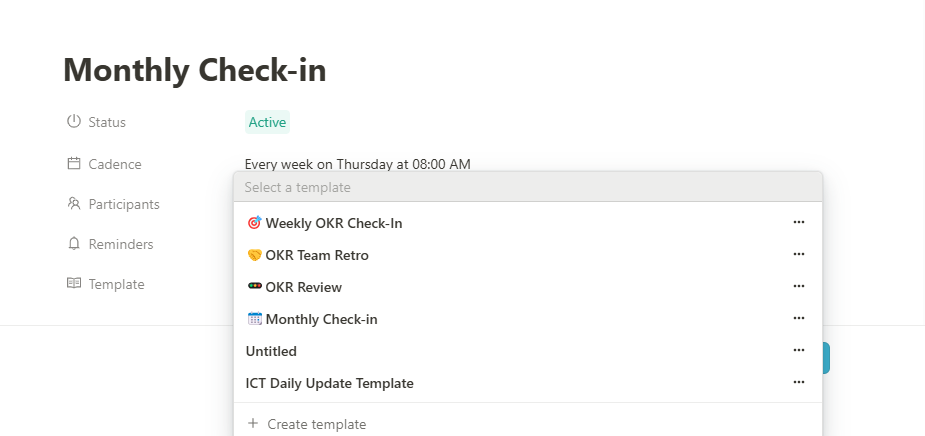 Monthly Check-in
Status
Active
Cadence
Every week on Thursday at 08:00 AM
Participants
Reminders
Template
Select a template
Weekly OKR Check-In
OKR Team Retro
OKR Review
Monthly Check-in
Untitled
ICT Daily Update Template
Create template